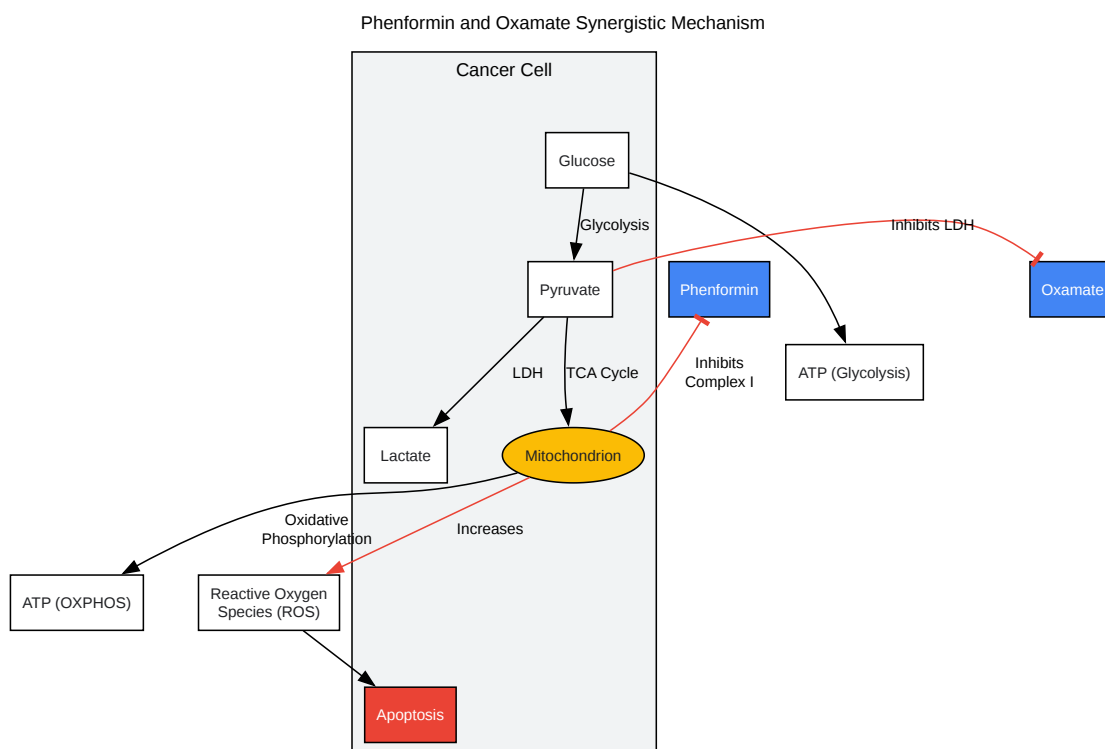 Phenformin and Oxamate Synergistic Mechanism
Cancer Cell
Glucose
Glycolysis
Inhibits LDH
Pyruvate
Phenformin
Oxamate
LDH
TCA Cycle
Inhibits
Complex I
ATP (Glycolysis)
Lactate
Mitochondrion
Oxidative
Phosphorylation
Increases
ATP (OXPHOS)
Reactive Oxygen
Species (ROS)
Apoptosis